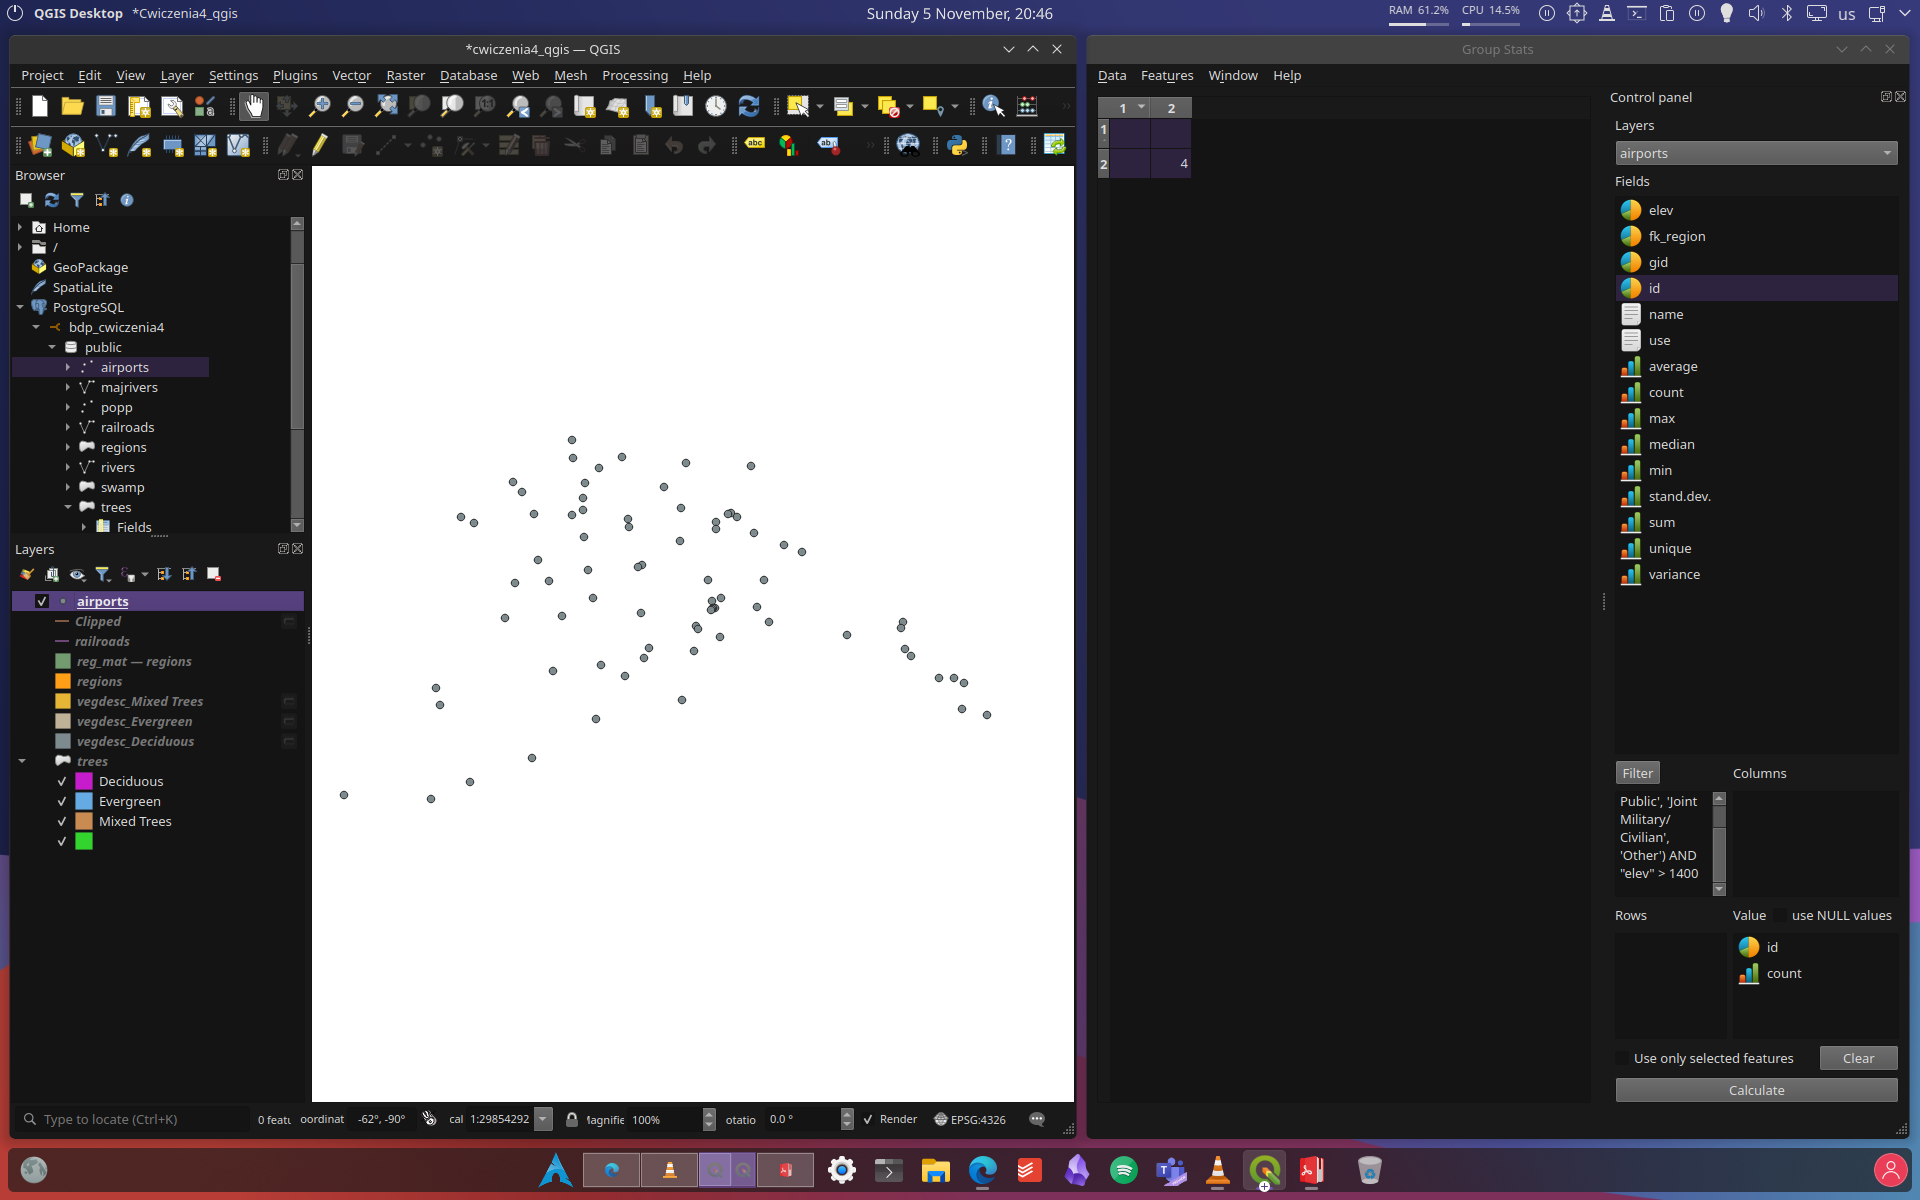 QGIS Desktop *Cwiczenia4_qgis
Sunday 5 November, 20:46
RAM 61.2% CPU 14.5%
us
*cwiczenia4_qgis — QGIS
Project Edit View Layer Settings Plugins Vector Raster Database Web Mesh Processing Help
abc
abc
Browser
Home
/
GeoPackage
SpatiaLite
PostgreSQL
bdp_cwiczenia4
public
airports
majrivers
popp
railroads
regions
rivers
swamp
trees
Fields
Layers
airports
Clipped
railroads
reg_mat — regions
regions
vegdesc_Mixed Trees
vegdesc_Evergreen
vegdesc_Deciduous
trees
Deciduous
Evergreen
Mixed Trees
Type to locate (Ctrl+K)
0 featu oordinat -62°, -90° cal 1:29854292 Magnifie 100% otatio 0.0 ° Render EPSG:4326
Group Stats
Data Features Window Help
1 2
1
2 4
Control panel
Layers
airports
Fields
elev
fk_region
gid
id
name
use
average
count
max
median
min
stand.dev.
sum
unique
variance
Filter
Columns
Public', 'Joint
Military/
Civilian',
'Other') AND
"elev" > 1400
Rows
Value use NULL values
id
count
Use only selected features
Clear
Calculate